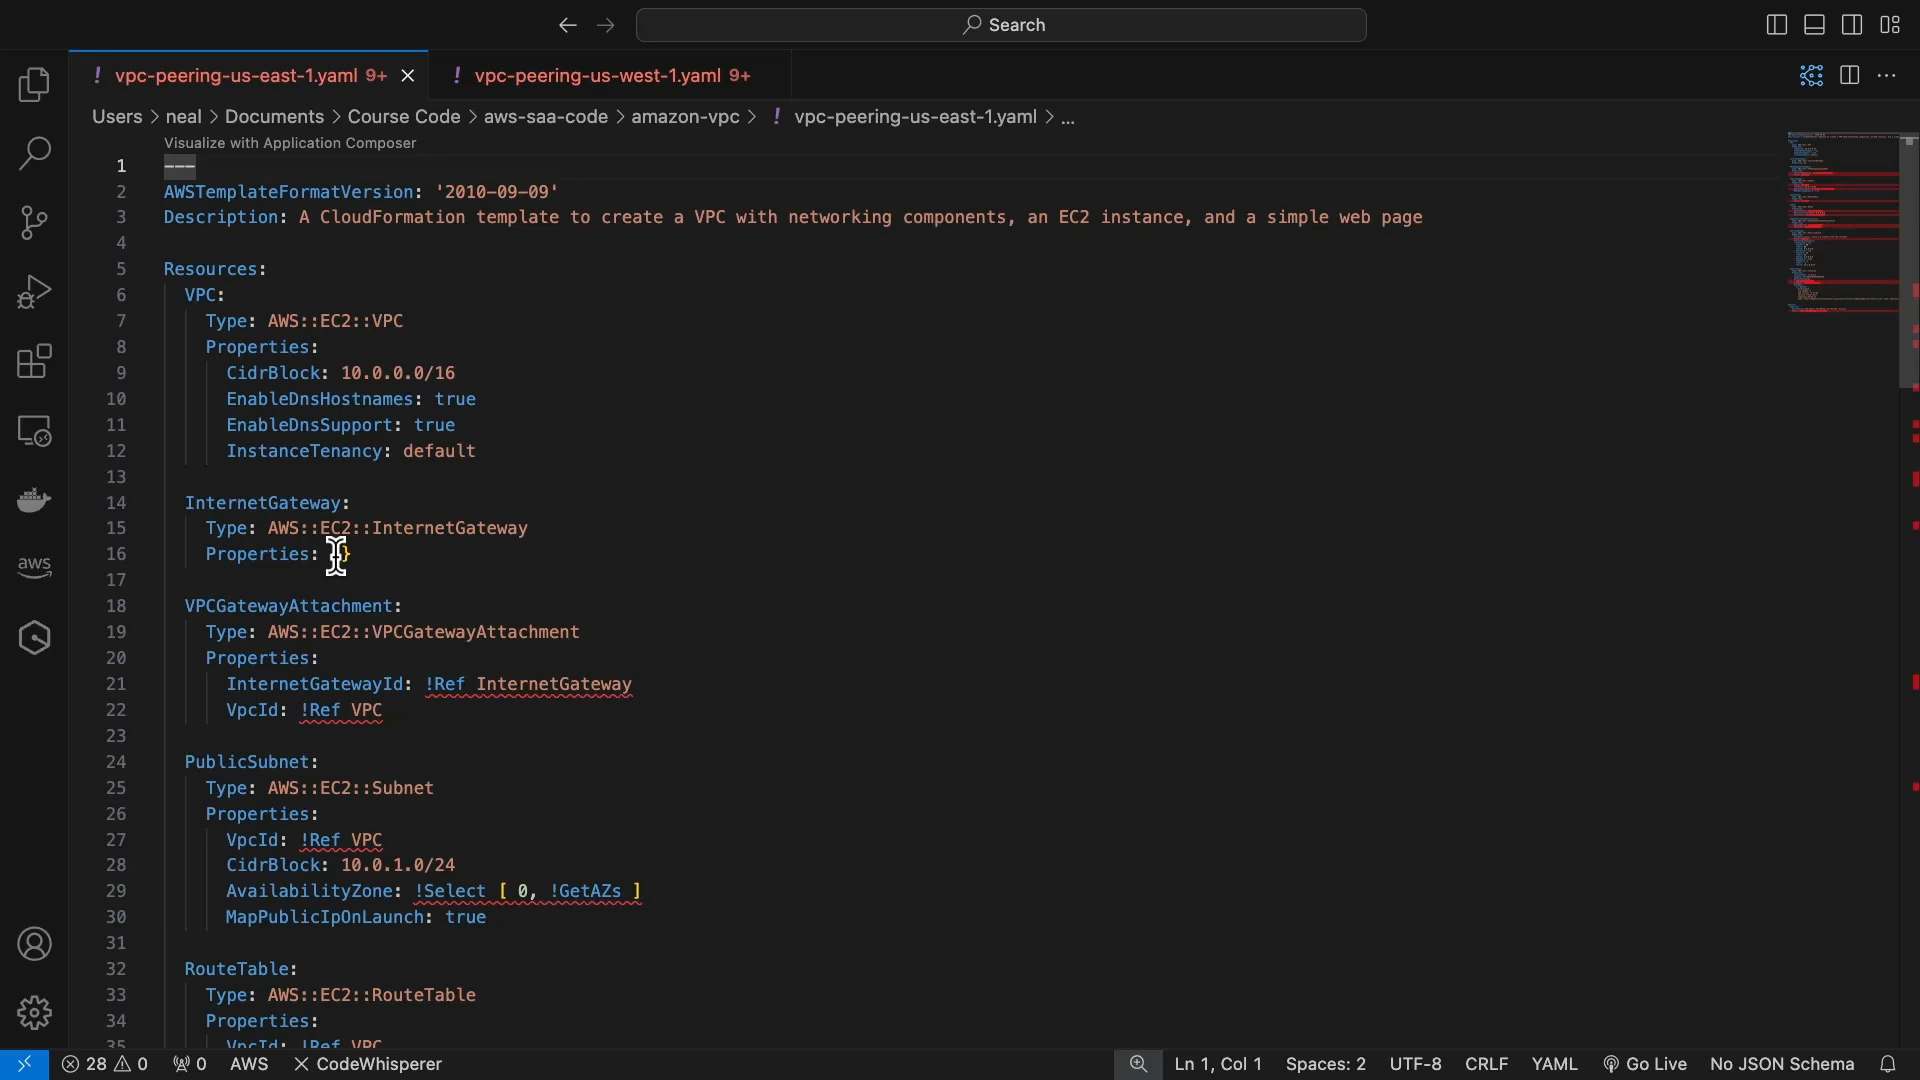 Search
! vpc-peering-us-east-1.yaml 9+
! vpc-peering-us-west-1.yaml 9+
Users > neal > Documents > Course Code > aws-saa-code > amazon-vpc > ! vpc-peering-us-east-1.yaml > ...
Visualize with Application Composer
1 ---
2 AWSTemplateFormatVersion: '2010-09-09'
3 Description: A CloudFormation template to create a VPC with networking components, an EC2 instance, and a simple web page
4
5 Resources:
6 VPC:
7 Type: AWS::EC2::VPC
8 Properties:
9 CidrBlock: 10.0.0.0/16
10 EnableDnsHostnames: true
11 EnableDnsSupport: true
12 InstanceTenancy: default
13
14 InternetGateway:
15 Type: AWS::EC2::InternetGateway
16 Properties: }
17
18 VPCGatewayAttachment:
19 Type: AWS::EC2::VPCGatewayAttachment
20 Properties:
21 InternetGatewayId: !Ref InternetGateway
22 VpcId: !Ref VPC
23
24 PublicSubnet:
25 Type: AWS::EC2::Subnet
26 Properties:
27 VpcId: !Ref VPC
28 CidrBlock: 10.0.1.0/24
29 AvailabilityZone: !Select [ 0, !GetAZs ]
30 MapPublicIpOnLaunch: true
31
32 RouteTable:
33 Type: AWS::EC2::RouteTable
34 Properties:
35 VpcId: !Ref VPC
aws
28 0 0 AWS CodeWhisperer Ln 1, Col 1 Spaces: 2 UTF-8 CRLF YAML Go Live No JSON Schema